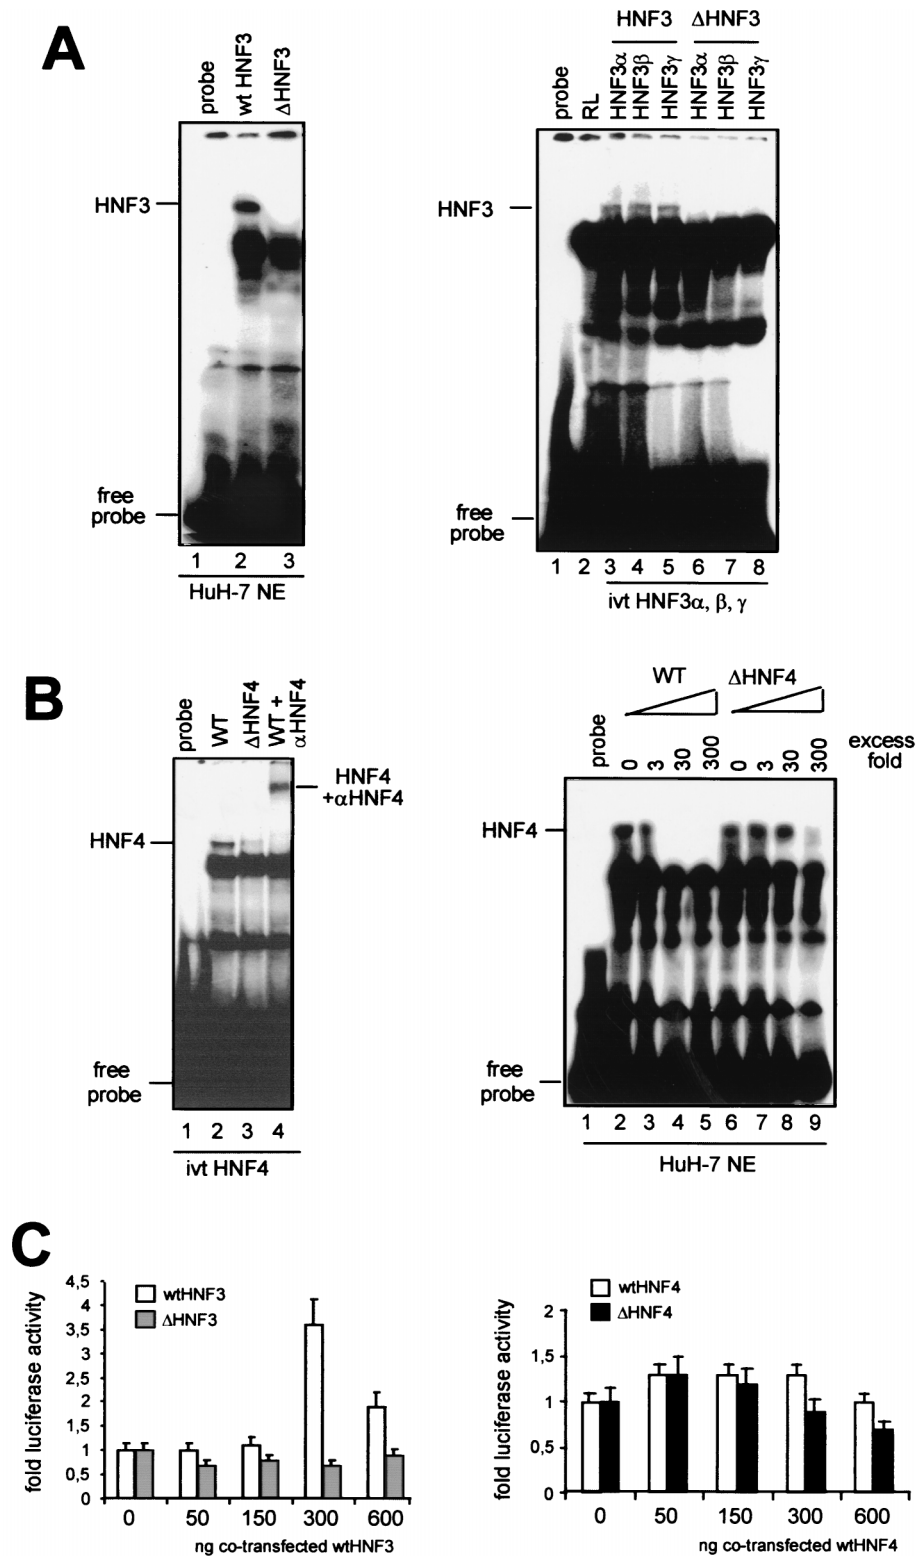 A
probe
wt HNF3
ΔHNF3
HNF3
free
probe
1 2 3
HuH-7 NE
HNF3 ΔHNF3
probe
RL
HNF3α
HNF3β
HNF3γ
HNF3α
HNF3β
HNF3γ
HNF3
free
probe
1 2 3 4 5 6 7 8
ivt HNF3α, β, γ
B
probe
WT
ΔHNF4
WT +
αHNF4
HNF4
+αHNF4
HNF4
free
probe
1 2 3 4
ivt HNF4
WT ΔHNF4
probe
0 3 30 300 0 3 30 300
excess
fold
HNF4
free
probe
1 2 3 4 5 6 7 8 9
HuH-7 NE
C
fold luciferase activity
4,5
4
3,5
3
2,5
2
1,5
1
0,5
0
wtHNF3
ΔHNF3
0 50 150 300 600
ng co-transfected wtHNF3
fold luciferase activity
2
1,5
1
0,5
0
wtHNF4
ΔHNF4
0 50 150 300 600
ng co-transfected wtHNF4